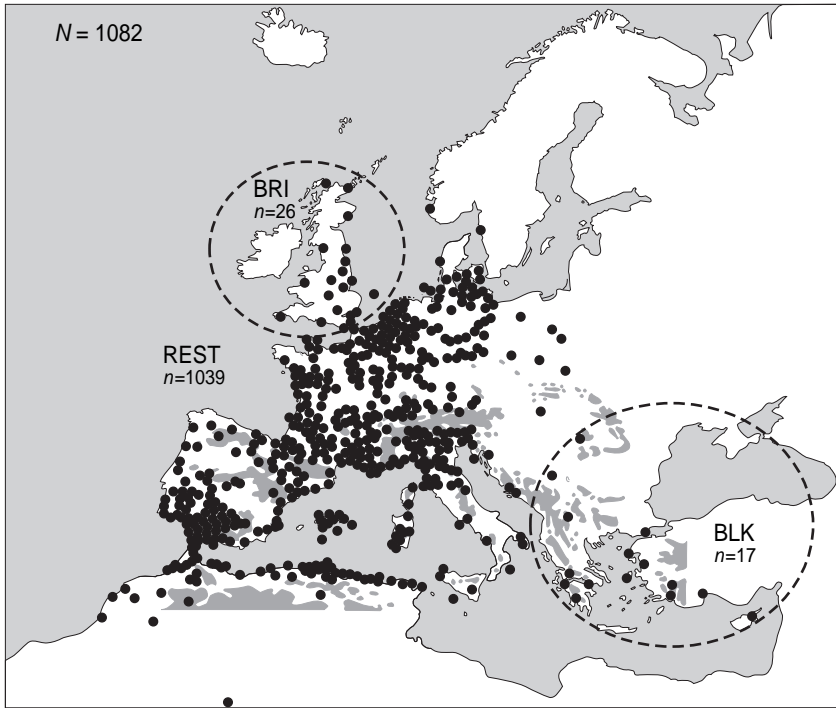 N = 1082
BRI
n=26
REST
n=1039
BLK
n=17